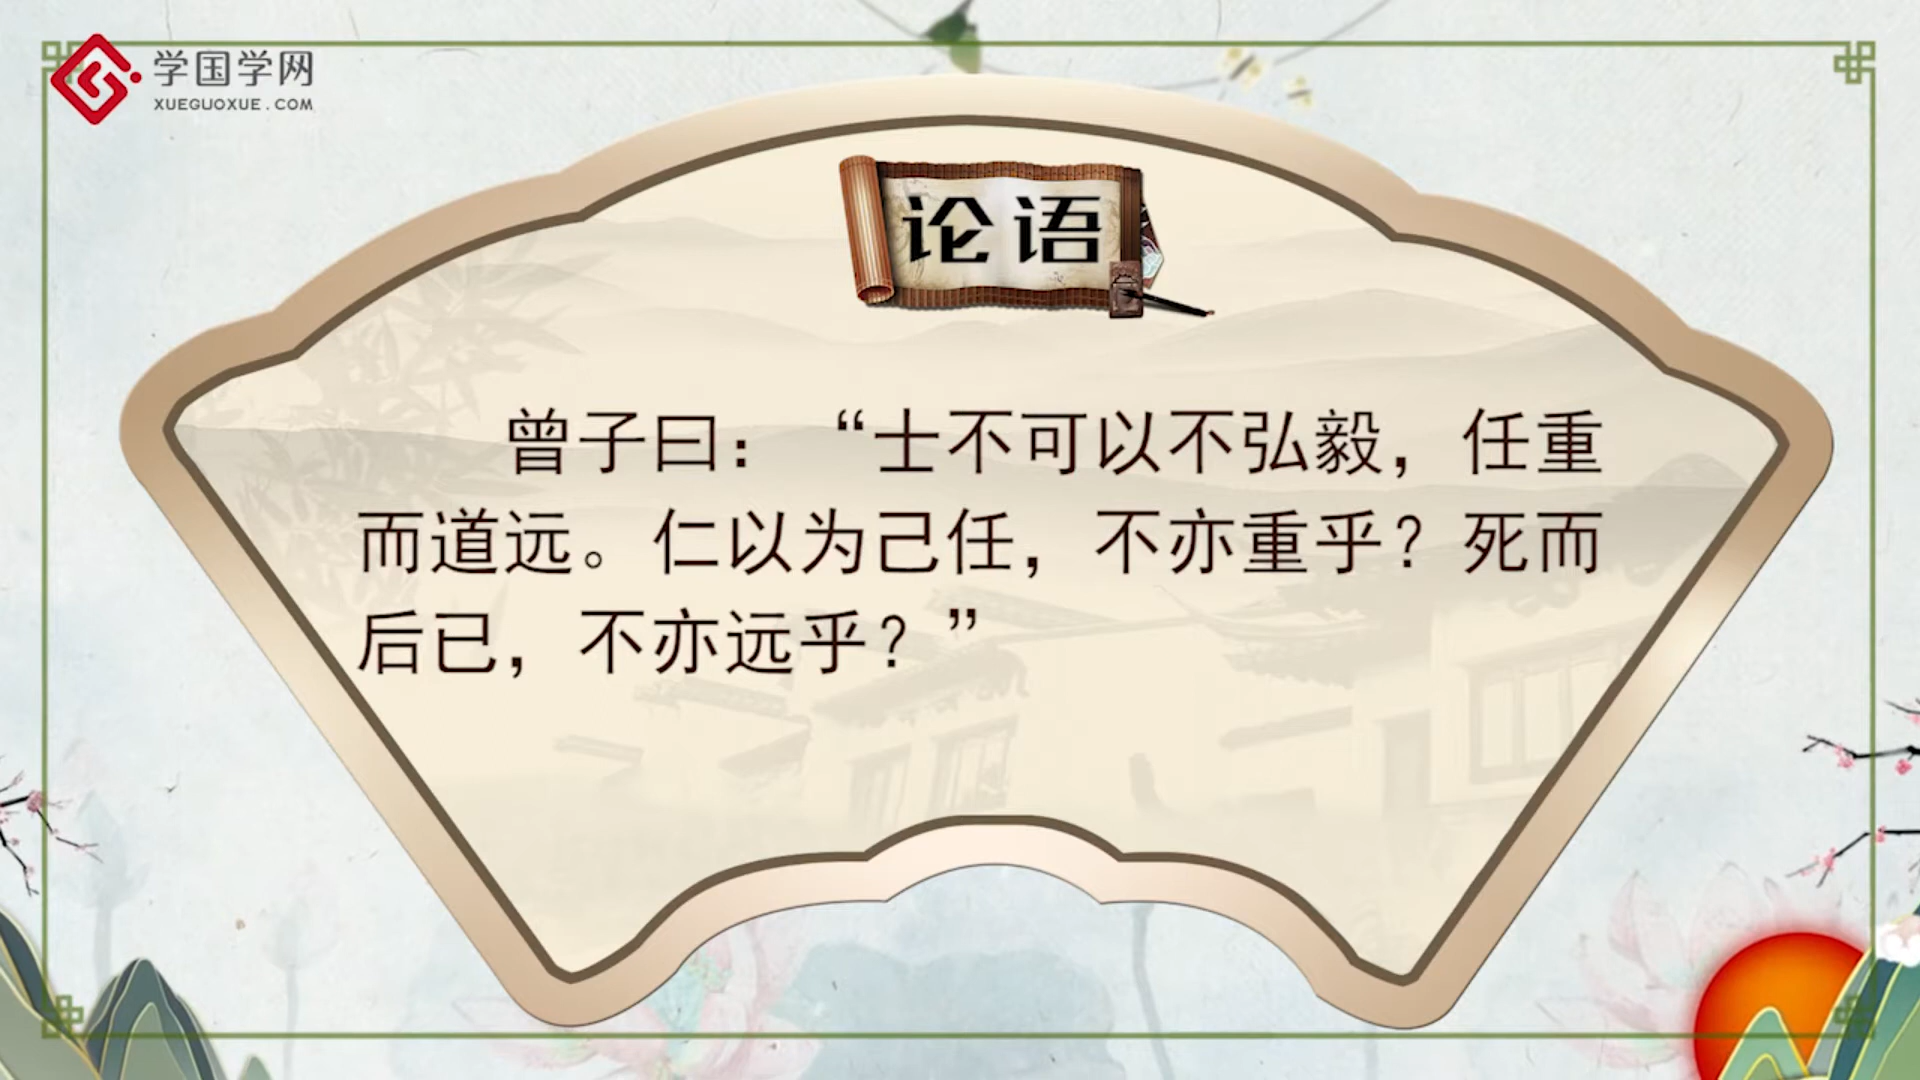 学国学网
XUEGUOXUE.COM
论语
曾子曰：“士不可以不弘毅，任重
而道远。仁以为己任，不亦重乎？死而
后已，不亦远乎？”